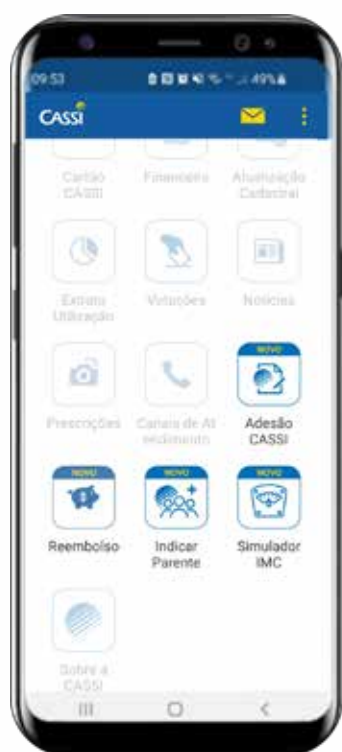 09:53
49%
CASSI
Cartão
CASSI
Financeiro
Atualização
Cadastral
Extrato
Utilização
Votações
Notícias
Prescrições
Canais de At
endimento
NOVO
Adesão
CASSI
NOVO
Reembolso
NOVO
Indicar
Parente
NOVO
Simulador
IMC
Sobre a
CASSI